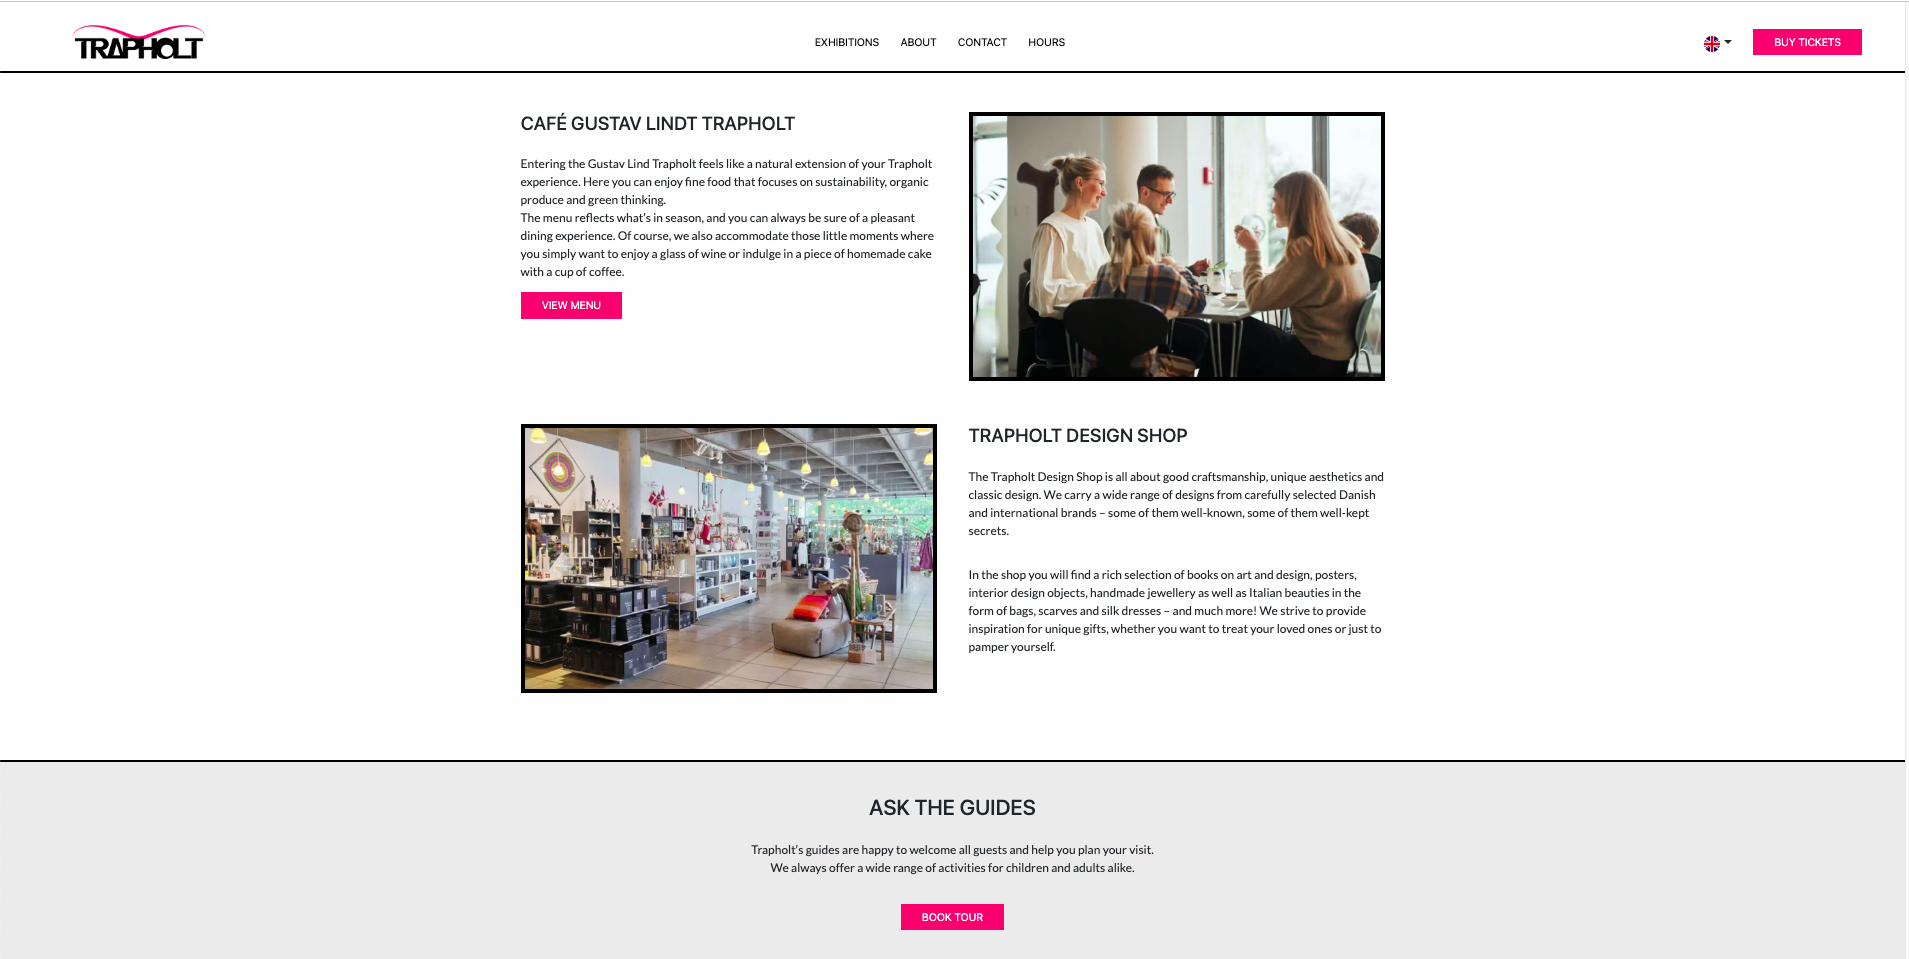 TRAPHOLT
EXHIBITIONS ABOUT CONTACT HOURS
BUY TICKETS
CAFÉ GUSTAV LINDT TRAPHOLT
Entering the Gustav Lind Trapholt feels like a natural extension of your Trapholt
experience. Here you can enjoy fine food that focuses on sustainability, organic
produce and green thinking.
The menu reflects what's in season, and you can always be sure of a pleasant
dining experience. Of course, we also accommodate those little moments where
you simply want to enjoy a glass of wine or indulge in a piece of homemade cake
with a cup of coffee.
VIEW MENU
TRAPHOLT DESIGN SHOP
The Trapholt Design Shop is all about good craftsmanship, unique aesthetics and
classic design. We carry a wide range of designs from carefully selected Danish
and international brands – some of them well-known, some of them well-kept
secrets.
In the shop you will find a rich selection of books on art and design, posters,
interior design objects, handmade jewellery as well as Italian beauties in the
form of bags, scarves and silk dresses – and much more! We strive to provide
inspiration for unique gifts, whether you want to treat your loved ones or just to
pamper yourself.
ASK THE GUIDES
Trapholt's guides are happy to welcome all guests and help you plan your visit.
We always offer a wide range of activities for children and adults alike.
BOOK TOUR